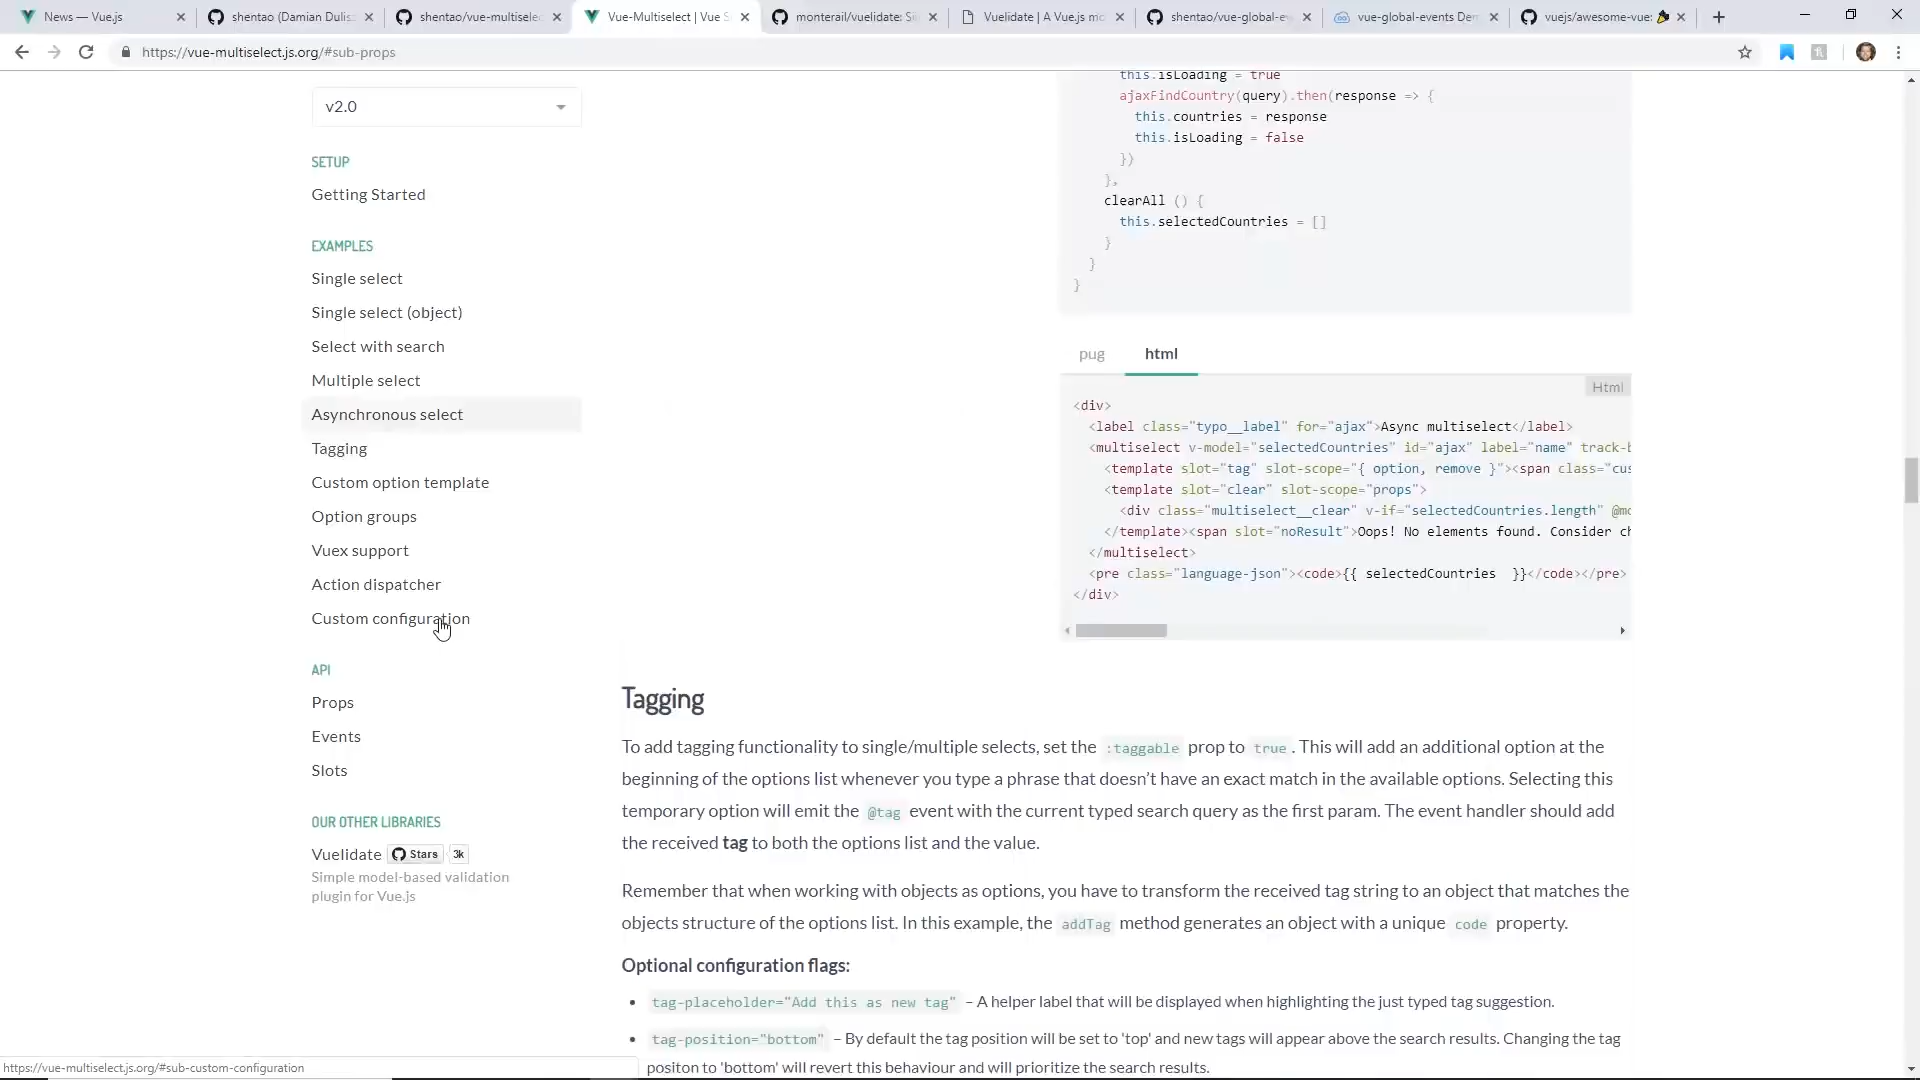 News — Vue.js
shentao (Damian Dulis
shentao/vue-multiselec
Vue-Multiselect | Vue S
monterail/vuelidate: Si
Vuelidate | A Vue.js mo
shentao/vue-global-ev
vue-global-events Dem
vuejs/awesome-vue:
https://vue-multiselect.js.org/#sub-props
v2.0
SETUP
Getting Started
EXAMPLES
Single select
Single select (object)
Select with search
Multiple select
Asynchronous select
Tagging
Custom option template
Option groups
Vuex support
Action dispatcher
Custom configuration
API
Props
Events
Slots
OUR OTHER LIBRARIES
Vuelidate Stars 3k
Simple model-based validation
plugin for Vue.js
this.isLoading = true
ajaxFindCountry(query).then(response => {
this.countries = response
this.isLoading = false
})
},
clearAll () {
this.selectedCountries = []
}
}
}
pug html
Html
<div>
<label class="typo__label" for="ajax">Async multiselect</label>
<multiselect v-model="selectedCountries" id="ajax" label="name" track-b
<template slot="tag" slot-scope="{ option, remove }"><span class="cus
<template slot="clear" slot-scope="props">
<div class="multiselect__clear" v-if="selectedCountries.length" @mo
</template><span slot="noResult">Oops! No elements found. Consider ch
</multiselect>
<pre class="language-json"><code>{{ selectedCountries  }}</code></pre>
</div>
Tagging
To add tagging functionality to single/multiple selects, set the :taggable prop to true. This will add an additional option at the
beginning of the options list whenever you type a phrase that doesn’t have an exact match in the available options. Selecting this
temporary option will emit the @tag event with the current typed search query as the first param. The event handler should add
the received tag to both the options list and the value.
Remember that when working with objects as options, you have to transform the received tag string to an object that matches the
objects structure of the options list. In this example, the addTag method generates an object with a unique code property.
Optional configuration flags:
• tag-placeholder="Add this as new tag" – A helper label that will be displayed when highlighting the just typed tag suggestion.
• tag-position="bottom" – By default the tag position will be set to 'top' and new tags will appear above the search results. Changing the tag
positon to 'bottom' will revert this behaviour and will prioritize the search results.
https://vue-multiselect.js.org/#sub-custom-configuration